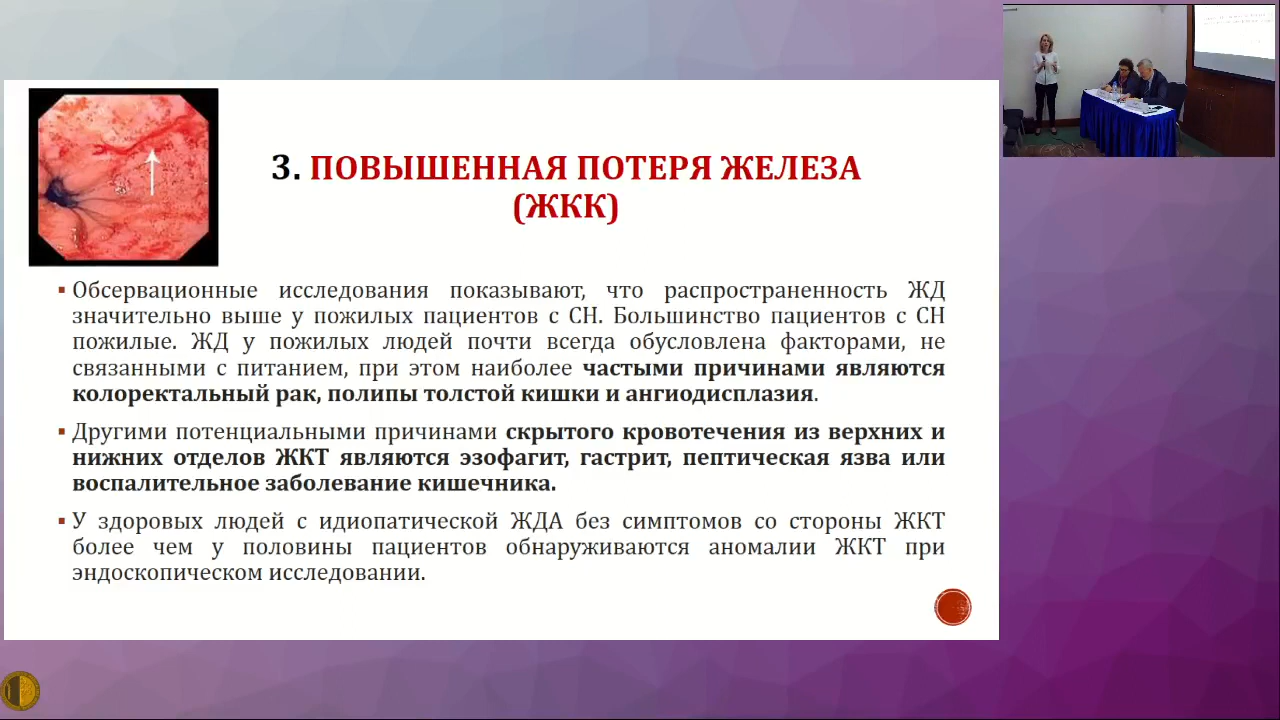 3. ПОВЫШЕННАЯ ПОТЕРЯ ЖЕЛЕЗА
(ЖКК)
▪ Обсервационные исследования показывают, что распространенность ЖД
значительно выше у пожилых пациентов с СН. Большинство пациентов с СН
пожилые. ЖД у пожилых людей почти всегда обусловлена факторами, не
связанными с питанием, при этом наиболее частыми причинами являются
колоректальный рак, полипы толстой кишки и ангиодисплазия.
▪ Другими потенциальными причинами скрытого кровотечения из верхних и
нижних отделов ЖКТ являются эзофагит, гастрит, пептическая язва или
воспалительное заболевание кишечника.
▪ У здоровых людей с идиопатической ЖДА без симптомов со стороны ЖКТ
более чем у половины пациентов обнаруживаются аномалии ЖКТ при
эндоскопическом исследовании.